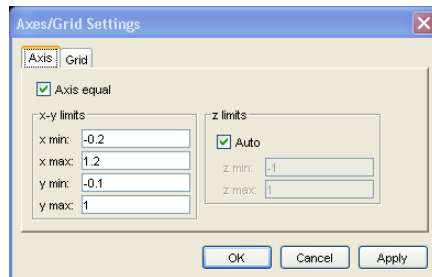 Axes/Grid Settings
Axis Grid
Axis equal
x-y limits
x min: -0.2
x max: 1.2
y min: -0.1
y max: 1
z limits
Auto
z min: -1
z max: 1
OK Cancel Apply